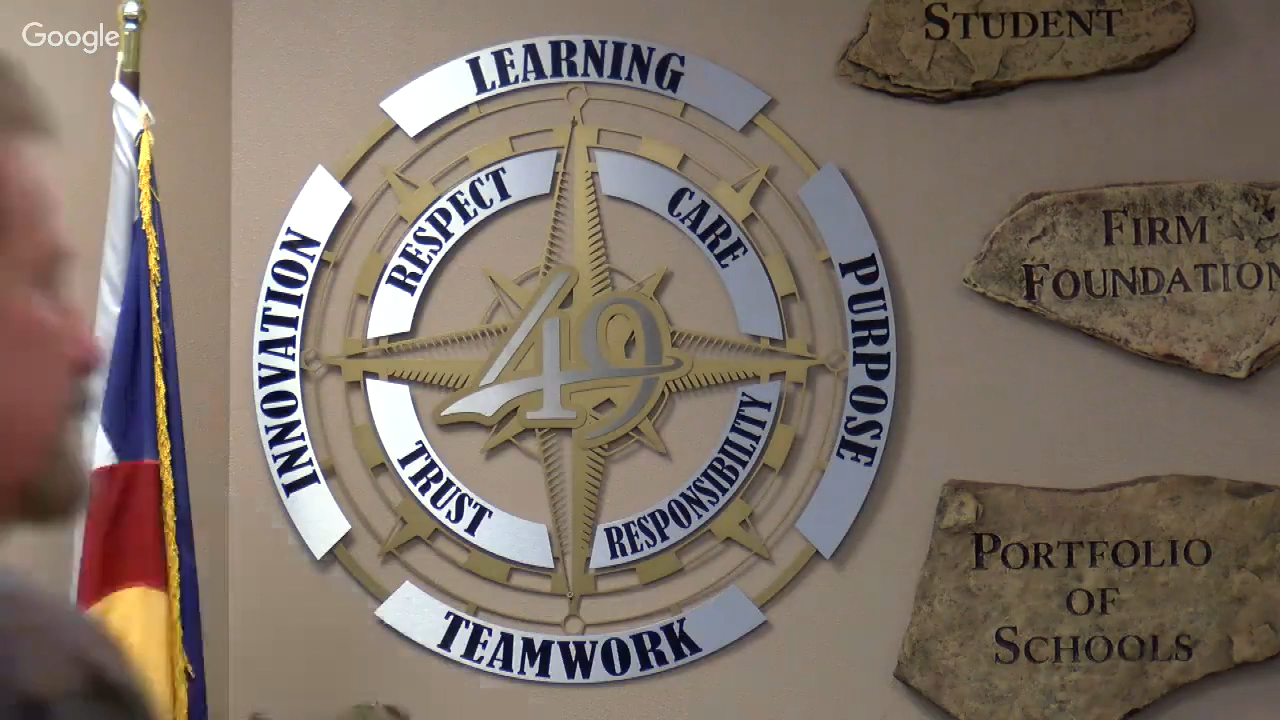 Google
LEARNING
INNOVATION
PURPOSE
TEAMWORK
RESPECT
CARE
TRUST
RESPONSIBILITY
49
STUDENT
FIRM
FOUNDATION
PORTFOLIO
OF
SCHOOLS